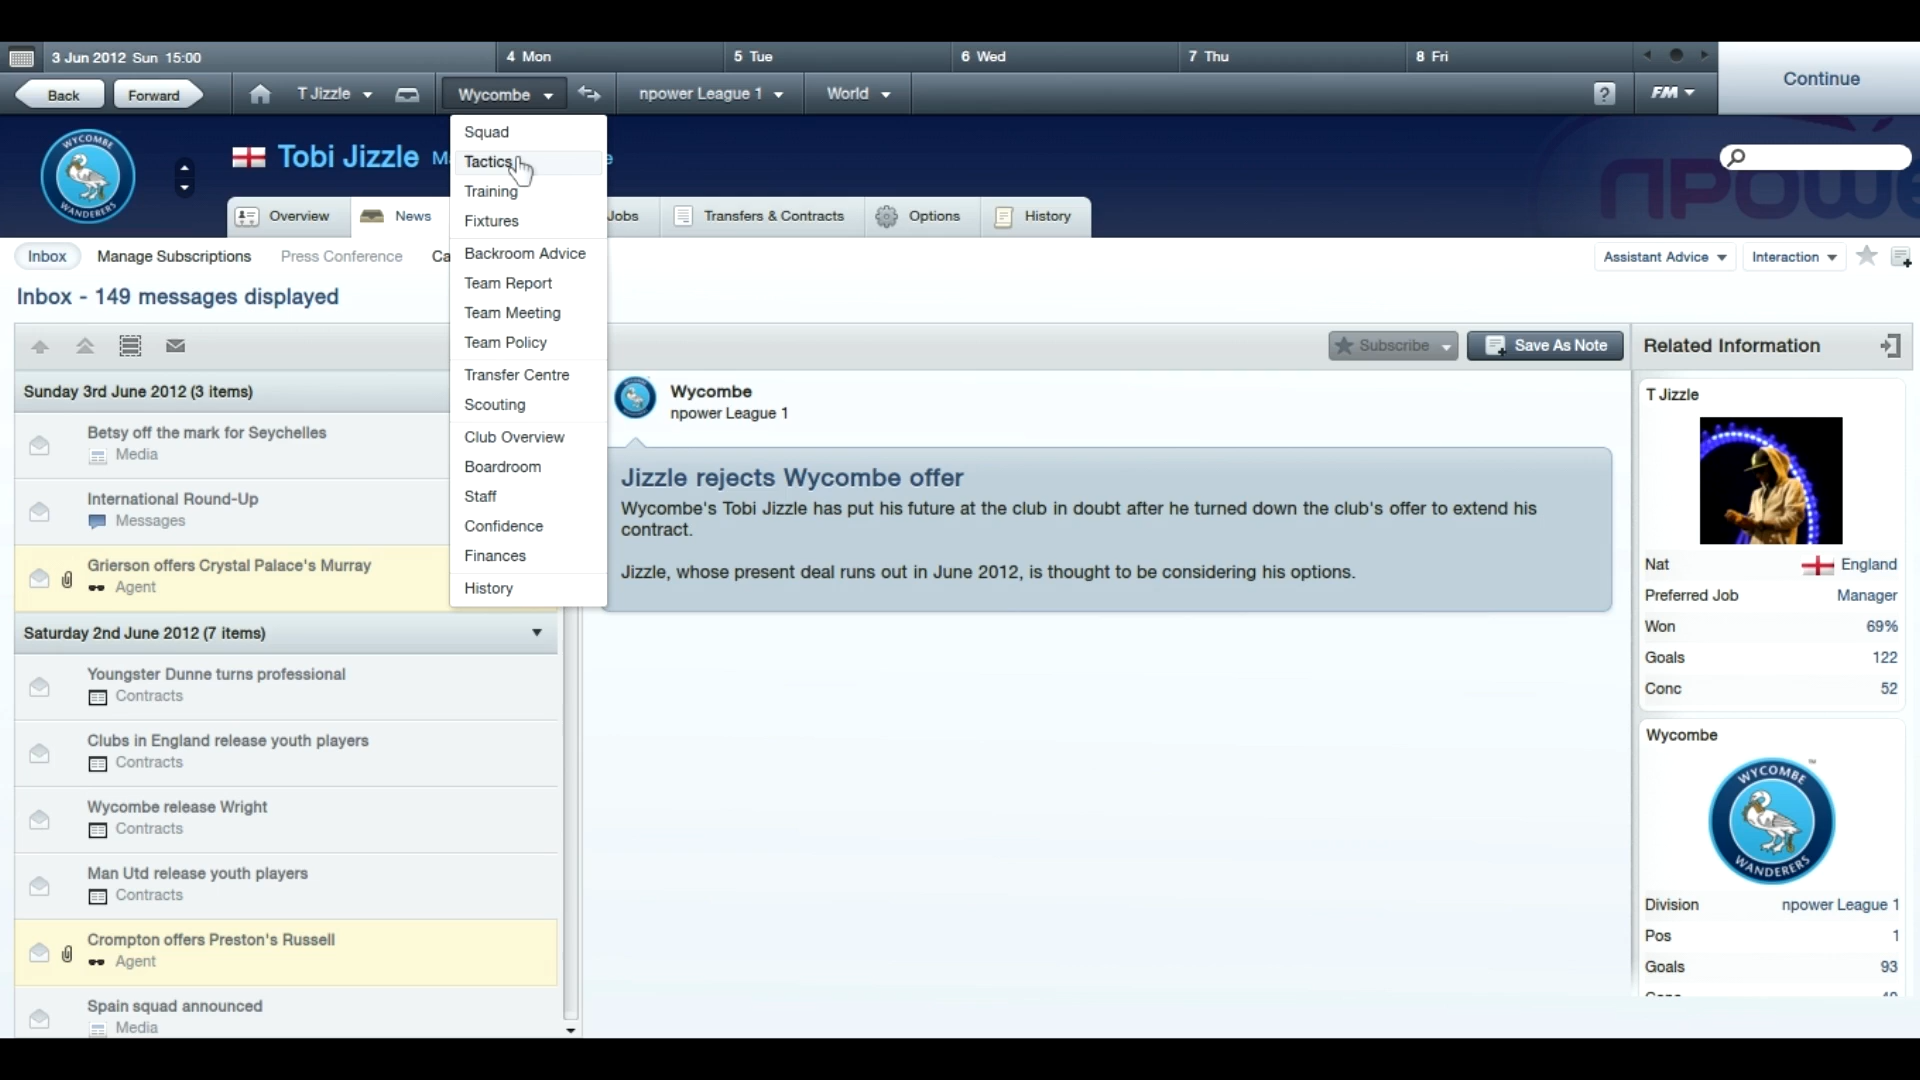 3 Jun 2012 Sun 15:00
4 Mon
5 Tue
6 Wed
7 Thu
8 Fri
Continue
Back
Forward
T Jizzle
Wycombe
npower League 1
World
?
FM
WYCOMBE
WANDERERS
Tobi Jizzle
Overview
News
Jobs
Transfers & Contracts
Options
History
Squad
Tactics
Training
Fixtures
Backroom Advice
Team Report
Team Meeting
Team Policy
Transfer Centre
Scouting
Club Overview
Boardroom
Staff
Confidence
Finances
History
Inbox
Manage Subscriptions
Press Conference
Assistant Advice
Interaction
Inbox - 149 messages displayed
Subscribe
Save As Note
Related Information
Sunday 3rd June 2012 (3 items)
Betsy off the mark for Seychelles
Media
International Round-Up
Messages
Grierson offers Crystal Palace's Murray
Agent
Saturday 2nd June 2012 (7 items)
Youngster Dunne turns professional
Contracts
Clubs in England release youth players
Contracts
Wycombe release Wright
Contracts
Man Utd release youth players
Contracts
Crompton offers Preston's Russell
Agent
Spain squad announced
Media
Wycombe
npower League 1
Jizzle rejects Wycombe offer
Wycombe's Tobi Jizzle has put his future at the club in doubt after he turned down the club's offer to extend his
contract.
Jizzle, whose present deal runs out in June 2012, is thought to be considering his options.
T Jizzle
Nat England
Preferred Job Manager
Won 69%
Goals 122
Conc 52
Wycombe
WYCOMBE
WANDERERS
TM
Division npower League 1
Pos 1
Goals 93